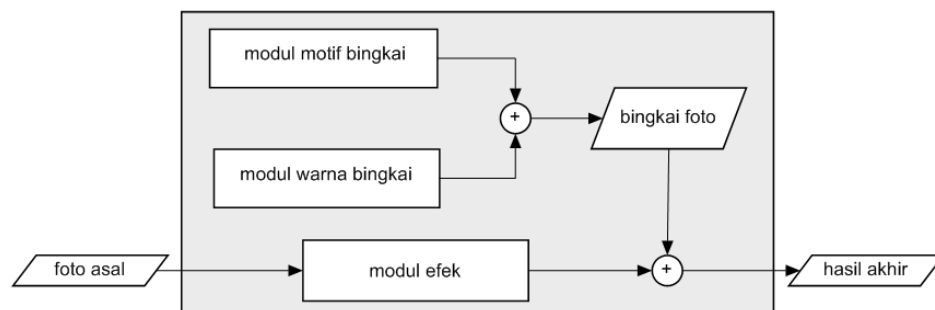 modul motif bingkai
+
bingkai foto
modul warna bingkai
foto asal
modul efek
+
hasil akhir